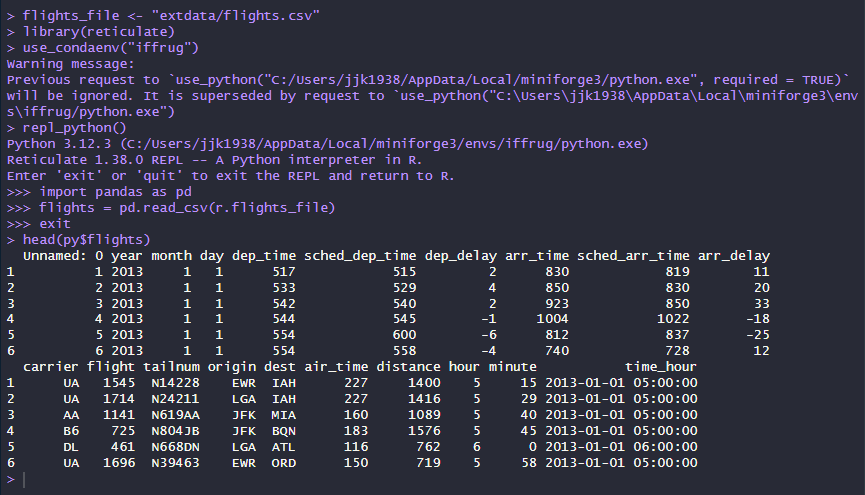 > flights_file <- "extdata/flights.csv"
> library(reticulate)
> use_condaenv("iffrug")
Warning message:
Previous request to `use_python("C:/Users/jjk1938/AppData/Local/miniforge3/python.exe", required = TRUE)`
will be ignored. It is superseded by request to `use_python("C:\Users\jjk1938\AppData\Local\miniforge3\env
s\iffrug/python.exe")
> repl_python()
Python 3.12.3 (C:/Users/jjk1938/AppData/Local/miniforge3/envs/iffrug/python.exe)
Reticulate 1.38.0 REPL -- A Python interpreter in R.
Enter 'exit' or 'quit' to exit the REPL and return to R.
>>> import pandas as pd
>>> flights = pd.read_csv(r.flights_file)
>>> exit
> head(py$flights)
  Unnamed: 0 year month day dep_time sched_dep_time dep_delay arr_time sched_arr_time arr_delay
1          1 2013     1   1      517            515         2      830            819        11
2          2 2013     1   1      533            529         4      850            830        20
3          3 2013     1   1      542            540         2      923            850        33
4          4 2013     1   1      544            545        -1     1004           1022       -18
5          5 2013     1   1      554            600        -6      812            837       -25
6          6 2013     1   1      554            558        -4      740            728        12
  carrier flight tailnum origin dest air_time distance hour minute           time_hour
1      UA   1545  N14228    EWR  IAH      227     1400    5     15 2013-01-01 05:00:00
2      UA   1714  N24211    LGA  IAH      227     1416    5     29 2013-01-01 05:00:00
3      AA   1141  N619AA    JFK  MIA      160     1089    5     40 2013-01-01 05:00:00
4      B6    725  N804JB    JFK  BQN      183     1576    5     45 2013-01-01 05:00:00
5      DL    461  N668DN    LGA  ATL      116      762    6      0 2013-01-01 06:00:00
6      UA   1696  N39463    EWR  ORD      150      719    5     58 2013-01-01 05:00:00
>